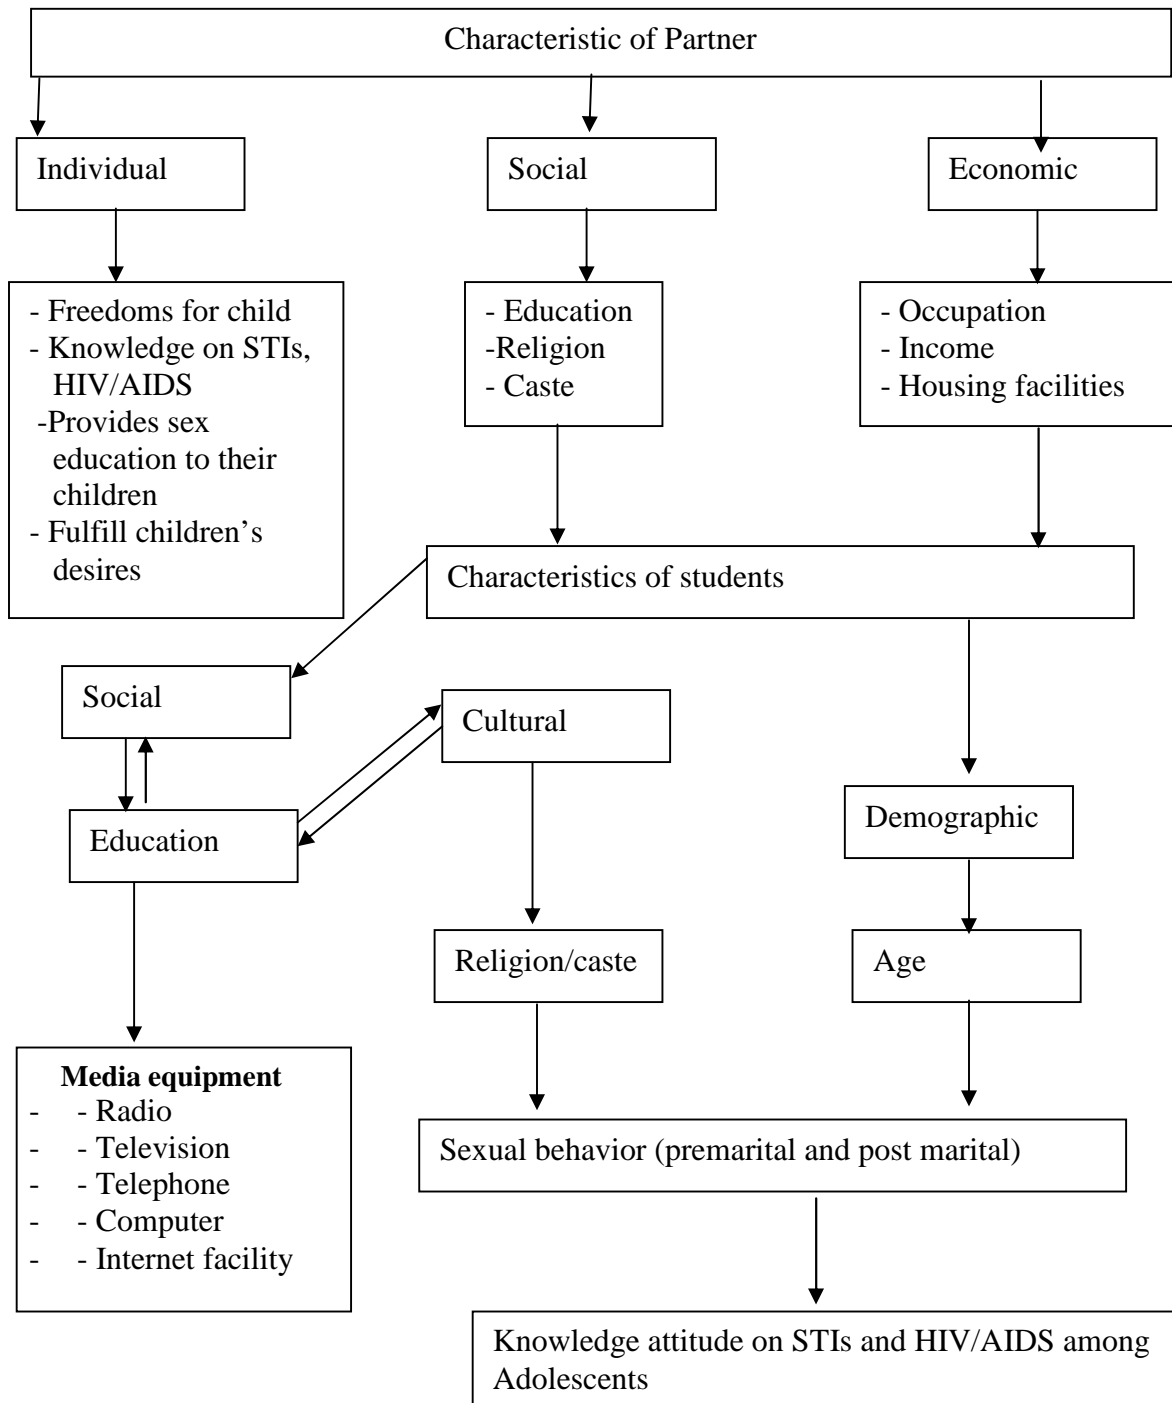 Characteristic of Partner
Individual
Social
Economic
- Freedoms for child
- Knowledge on STIs,
HIV/AIDS
-Provides sex
education to their
children
- Fulfill children’s
desires
- Education
-Religion
- Caste
- Occupation
- Income
- Housing facilities
Characteristics of students
Social
Cultural
Education
Demographic
Religion/caste
Age
Media equipment
- - Radio
- - Television
- - Telephone
- - Computer
- - Internet facility
Sexual behavior (premarital and post marital)
Knowledge attitude on STIs and HIV/AIDS among
Adolescents